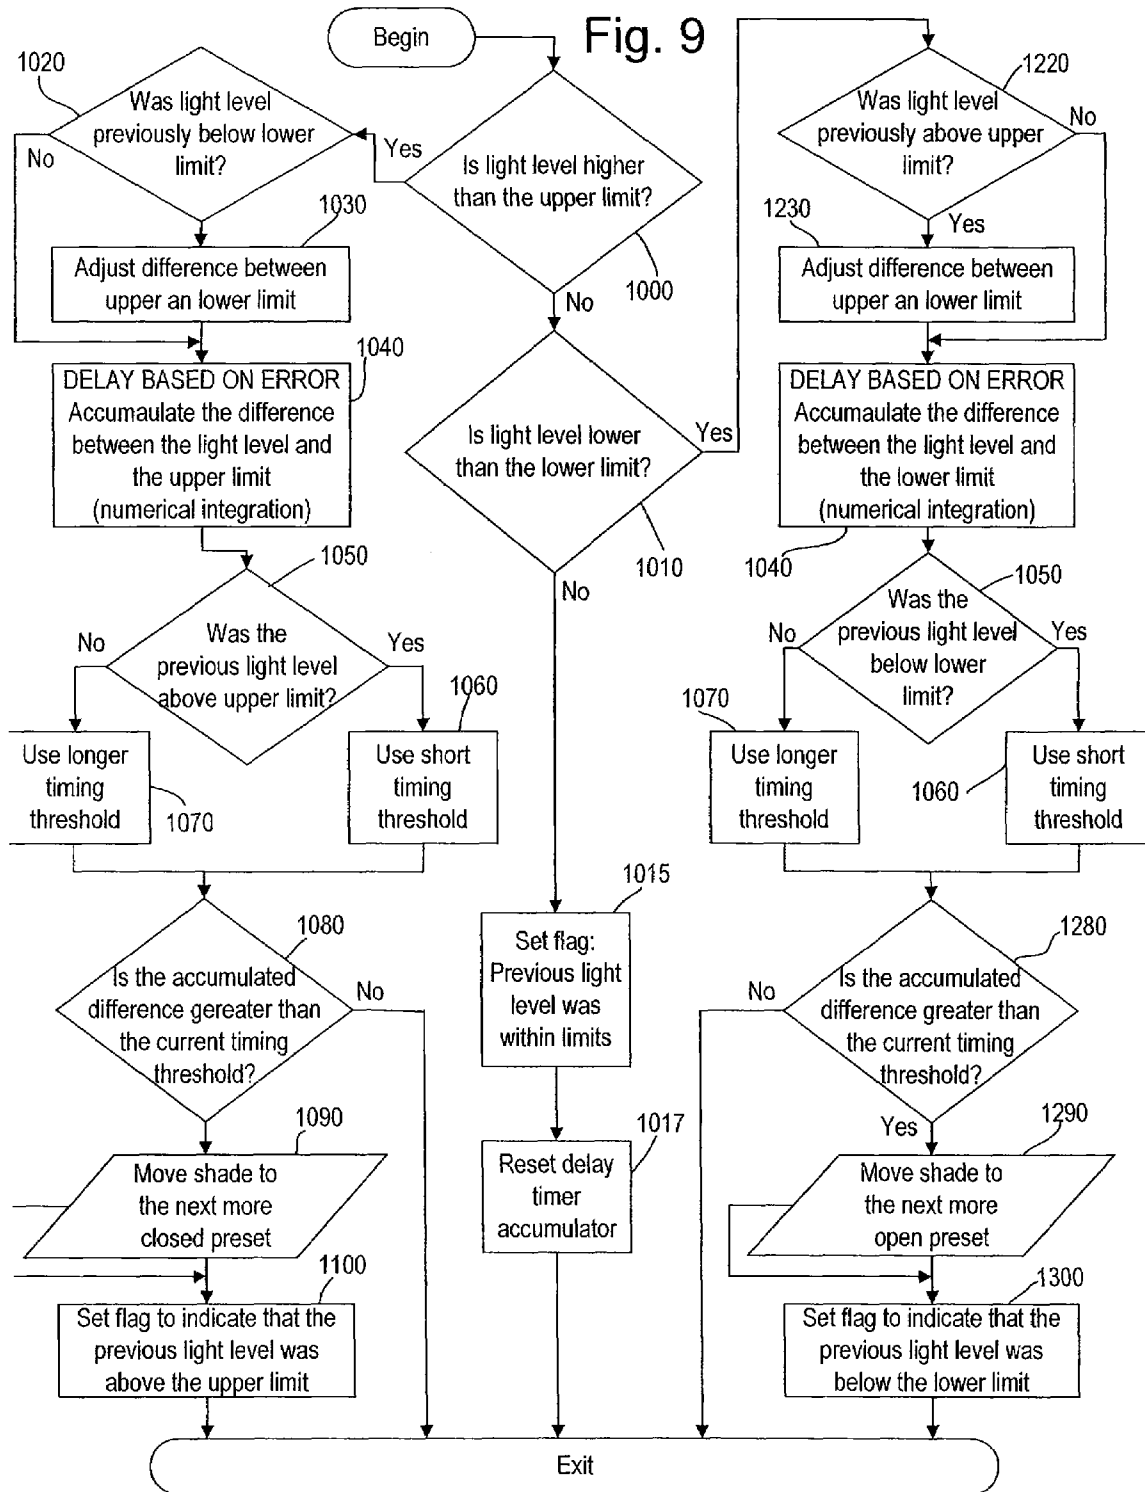 Fig. 9
Begin
Is light level higher
than the upper limit?
1000
Yes
No
1020
Was light level
previously below lower
limit?
No
1030
Adjust difference between
upper an lower limit
1040
DELAY BASED ON ERROR
Accumaulate the difference
between the light level and
the upper limit
(numerical integration)
1050
Was the
previous light level
above upper limit?
No
Yes
Use longer
timing
threshold
1070
1060
Use short
timing
threshold
1080
Is the accumulated
difference gereater than
the current timing
threshold?
No
1090
Move shade to
the next more
closed preset
1100
Set flag to indicate that the
previous light level was
above the upper limit
Is light level lower
than the lower limit?
1010
Yes
No
1015
Set flag:
Previous light
level was
within limits
1017
Reset delay
timer
accumulator
1220
Was light level
previously above upper
limit?
No
Yes
1230
Adjust difference between
upper an lower limit
DELAY BASED ON ERROR
Accumaulate the difference
between the light level and
the lower limit
(numerical integration)
1040
1050
Was the
previous light level
below lower
limit?
No
Yes
1070
Use longer
timing
threshold
1060
Use short
timing
threshold
1280
Is the accumulated
difference greater than
the current timing
threshold?
No
Yes
1290
Move shade to
the next more
open preset
1300
Set flag to indicate that the
previous light level was
below the lower limit
Exit